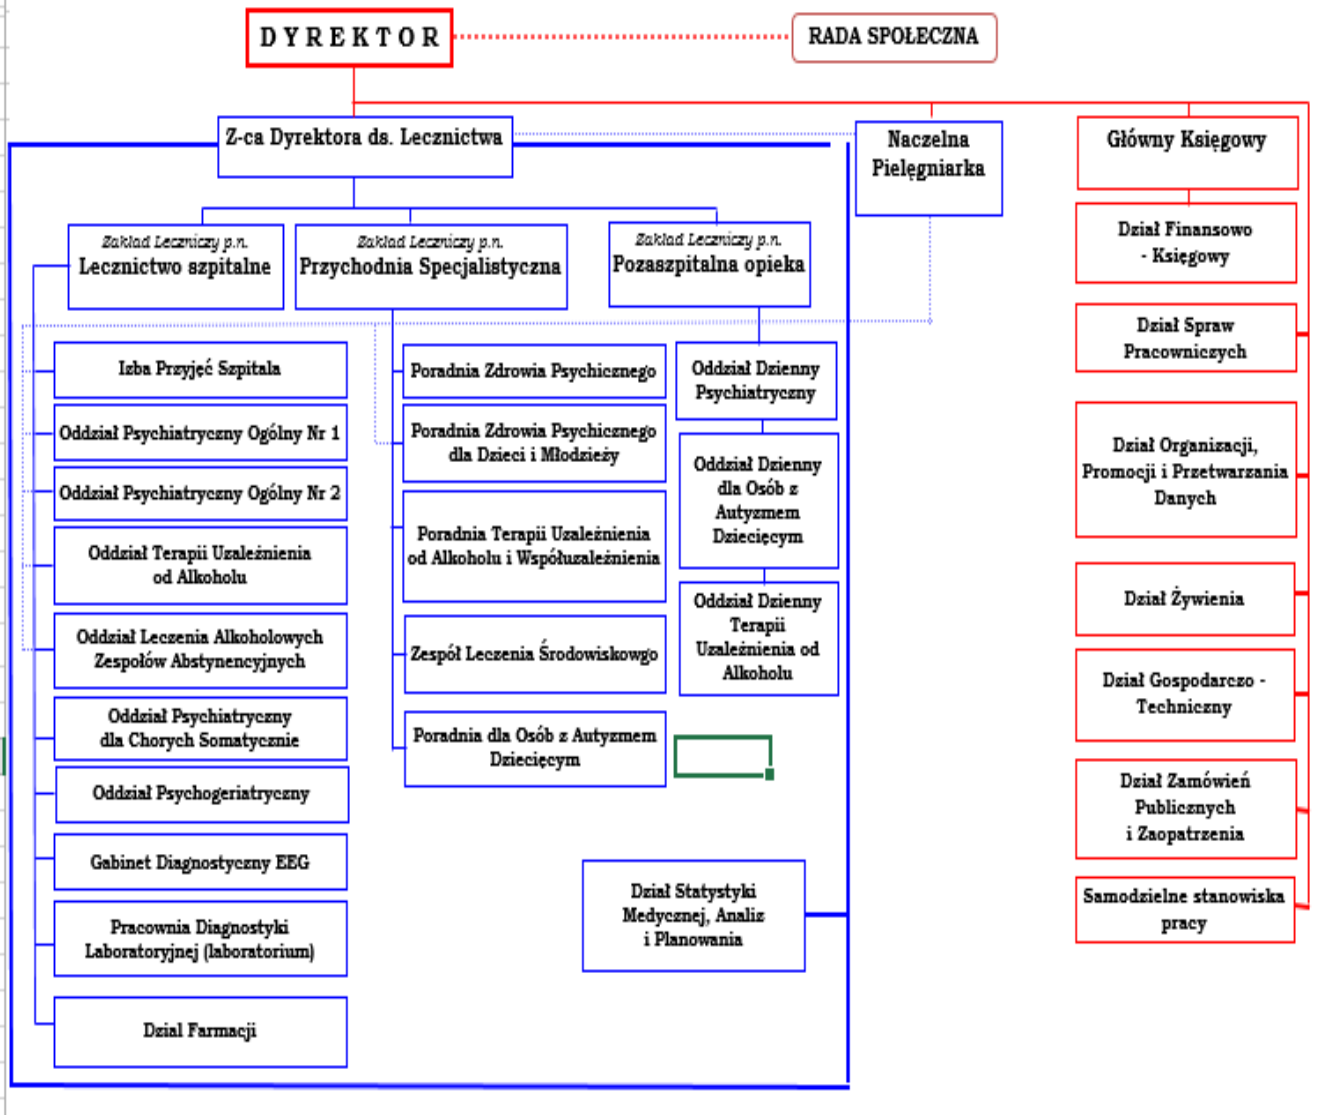 D Y R E K T O R
RADA SPOŁECZNA
Z-ca Dyrektora ds. Lecznictwa
Naczelna
Pielęgniarka
Główny Księgowy
Zakład Leczniczy p.n.
Lecznictwo szpitalne
Zakład Leczniczy p.n.
Przychodnia Specjalistyczna
Zakład Leczniczy p.n.
Pozaszpitalna opieka
Izba Przyjęć Szpitala
Oddział Psychiatryczny Ogólny Nr 1
Oddział Psychiatryczny Ogólny Nr 2
Oddział Terapii Uzależnienia
od Alkoholu
Oddział Leczenia Alkoholowych
Zespołów Abstynencyjnych
Oddział Psychiatryczny
dla Chorych Somatycznie
Oddział Psychogeriatryczny
Gabinet Diagnostyczny EEG
Pracownia Diagnostyki
Laboratoryjnej (laboratorium)
Dzial Farmacji
Poradnia Zdrowia Psychicznego
Poradnia Zdrowia Psychicznego
dla Dzieci i Młodzieży
Poradnia Terapii Uzależnienia
od Alkoholu i Współuzależnienia
Zespół Leczenia Środowiskowgo
Poradnia dla Osób z Autyzmem
Dziecięcym
Oddział Dzienny
Psychiatryczny
Oddział Dzienny
dla Osób z
Autyzmem
Dziecięcym
Oddział Dzienny
Terapii
Uzależnienia od
Alkoholu
Dział Statystyki
Medycznej, Analiz
i Planowania
Dział Finansowo
- Księgowy
Dział Spraw
Pracowniczych
Dział Organizacji,
Promocji i Przetwarzania
Danych
Dział Żywienia
Dział Gospodarczo -
Techniczny
Dział Zamówień
Publicznych
i Zaopatrzenia
Samodzielne stanowiska
pracy